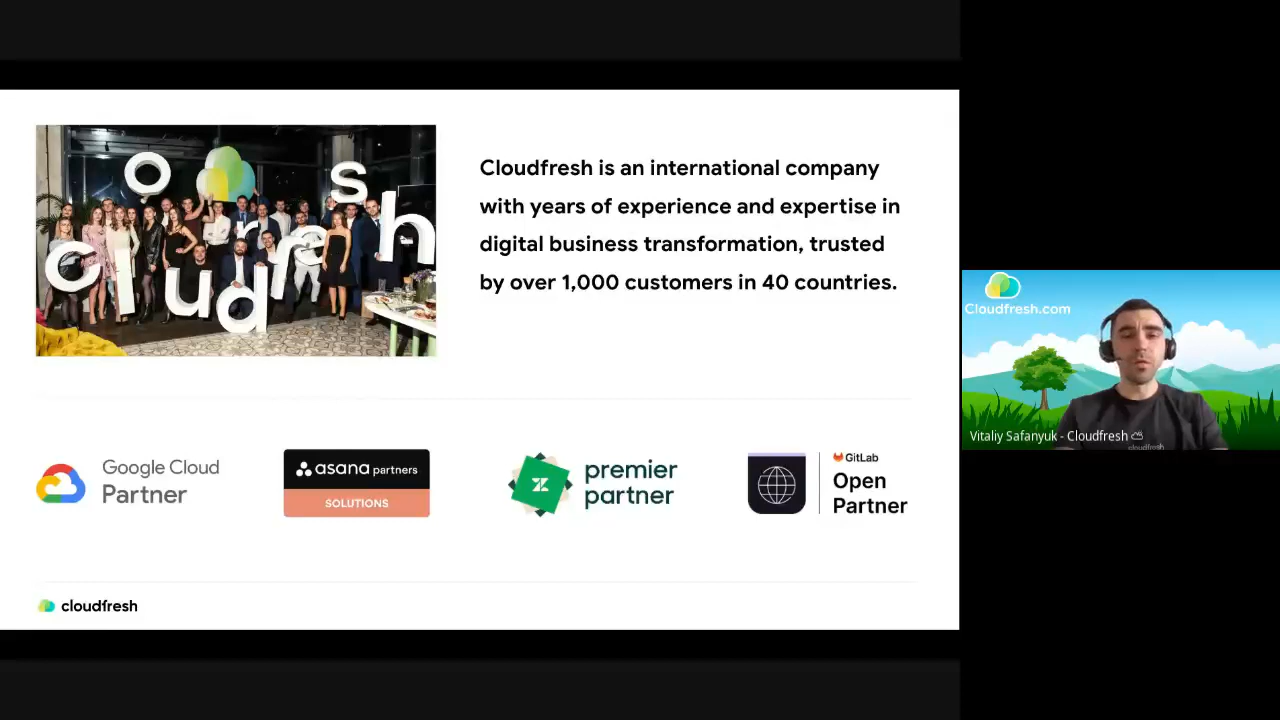 cloudfresh
Cloudfresh is an international company
with years of experience and expertise in
digital business transformation, trusted
by over 1,000 customers in 40 countries.
Google Cloud
Partner
asana partners
SOLUTIONS
premier
partner
GitLab
Open
Partner
cloudfresh
Cloudfresh.com
cloudfresh
Vitaliy Safanyuk - Cloudfresh